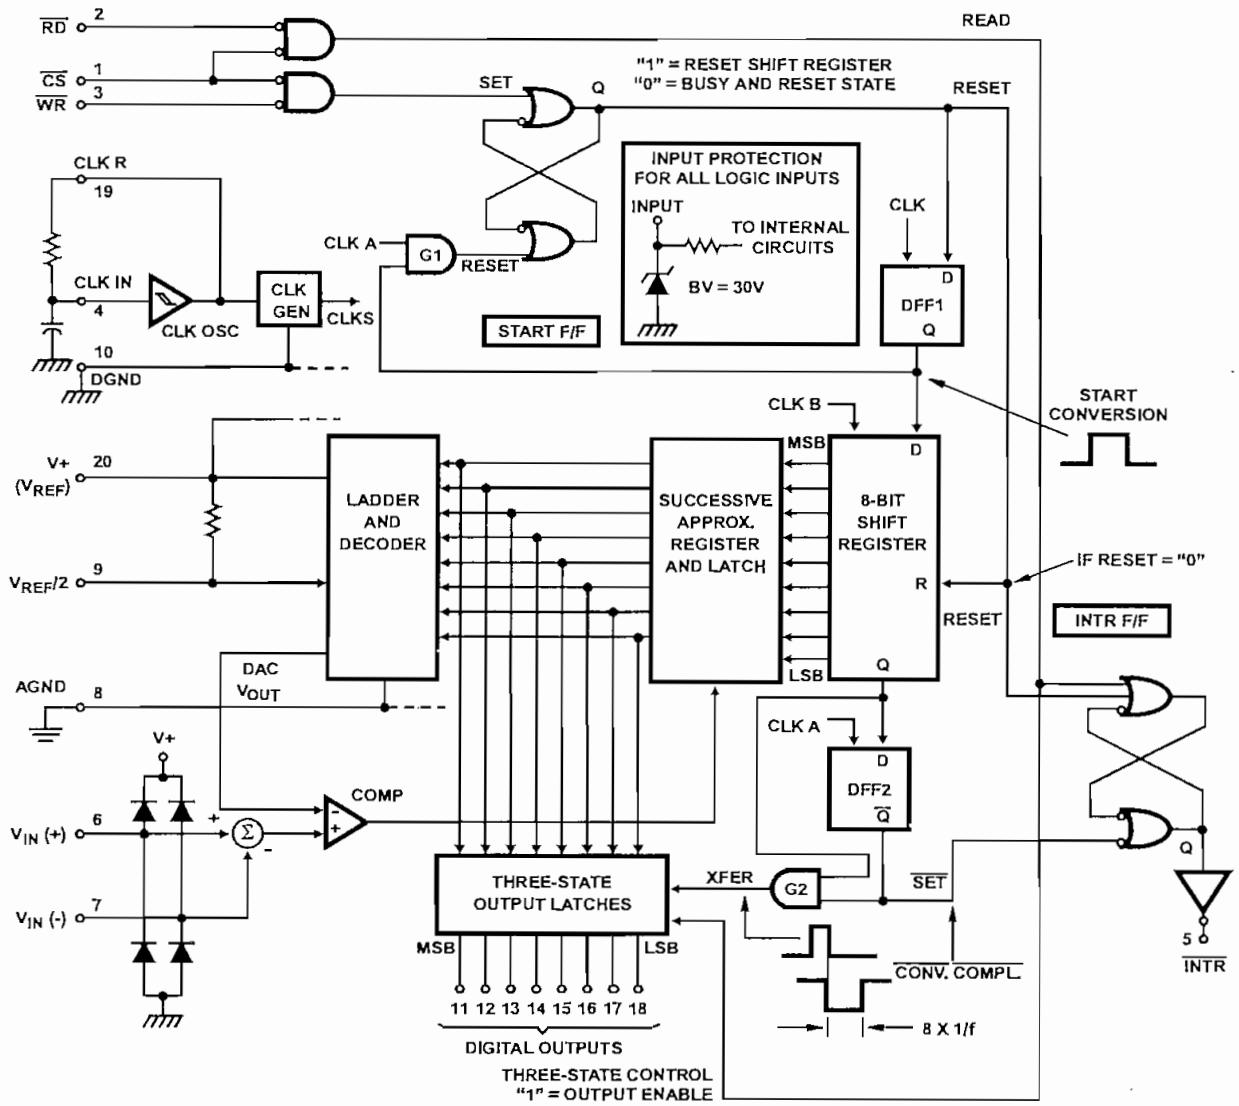 RD
2
READ
CS
1
WR
3
SET
Q
"1" = RESET SHIFT REGISTER
"0" = BUSY AND RESET STATE
RESET
CLK R
19
INPUT PROTECTION
FOR ALL LOGIC INPUTS
INPUT
TO INTERNAL
CIRCUITS
BV = 30V
CLK
CLK A
G1
RESET
D
DFF1
Q
CLK IN
4
CLK OSC
CLK
GEN
CLKS
START F/F
10
DGND
START
CONVERSION
CLK B
MSB
D
V+
(VREF)
20
LADDER
AND
DECODER
SUCCESSIVE
APPROX.
REGISTER
AND LATCH
8-BIT
SHIFT
REGISTER
IF RESET = "0"
VREF/2
9
R
RESET
INTR F/F
Q
LSB
DAC
VOUT
AGND
8
V+
CLK A
D
DFF2
Q
COMP
VIN (+)
6
+
Σ
-
-
+
Q
XFER
G2
SET
THREE-STATE
OUTPUT LATCHES
VIN (-)
7
MSB
LSB
5
INTR
CONV. COMPL.
11 12 13 14 15 16 17 18
8 X 1/f
DIGITAL OUTPUTS
THREE-STATE CONTROL
"1" = OUTPUT ENABLE